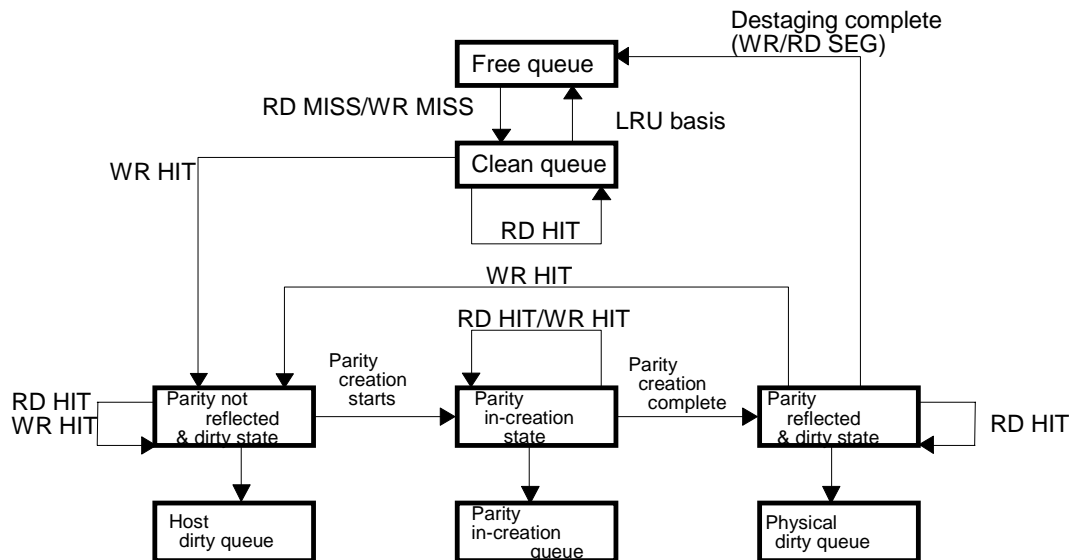 Destaging complete
(WR/RD SEG)
Free queue
RD MISS/WR MISS
LRU basis
Clean queue
WR HIT
RD HIT
WR HIT
RD HIT/WR HIT
Parity
creation
starts
Parity
creation
complete
RD HIT
WR HIT
Parity not
reflected
& dirty state
Parity
in-creation
state
Parity
reflected
& dirty state
RD HIT
Host
dirty queue
Parity
in-creation
queue
Physical
dirty queue